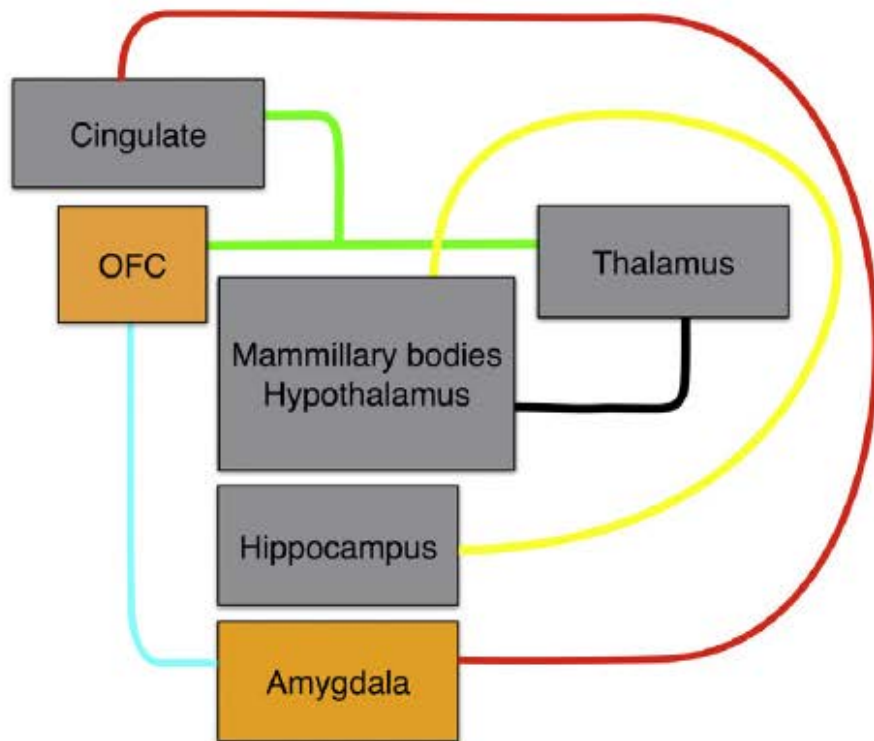 Cingulate
OFC
Thalamus
Mammillary bodies
Hypothalamus
Hippocampus
Amygdala